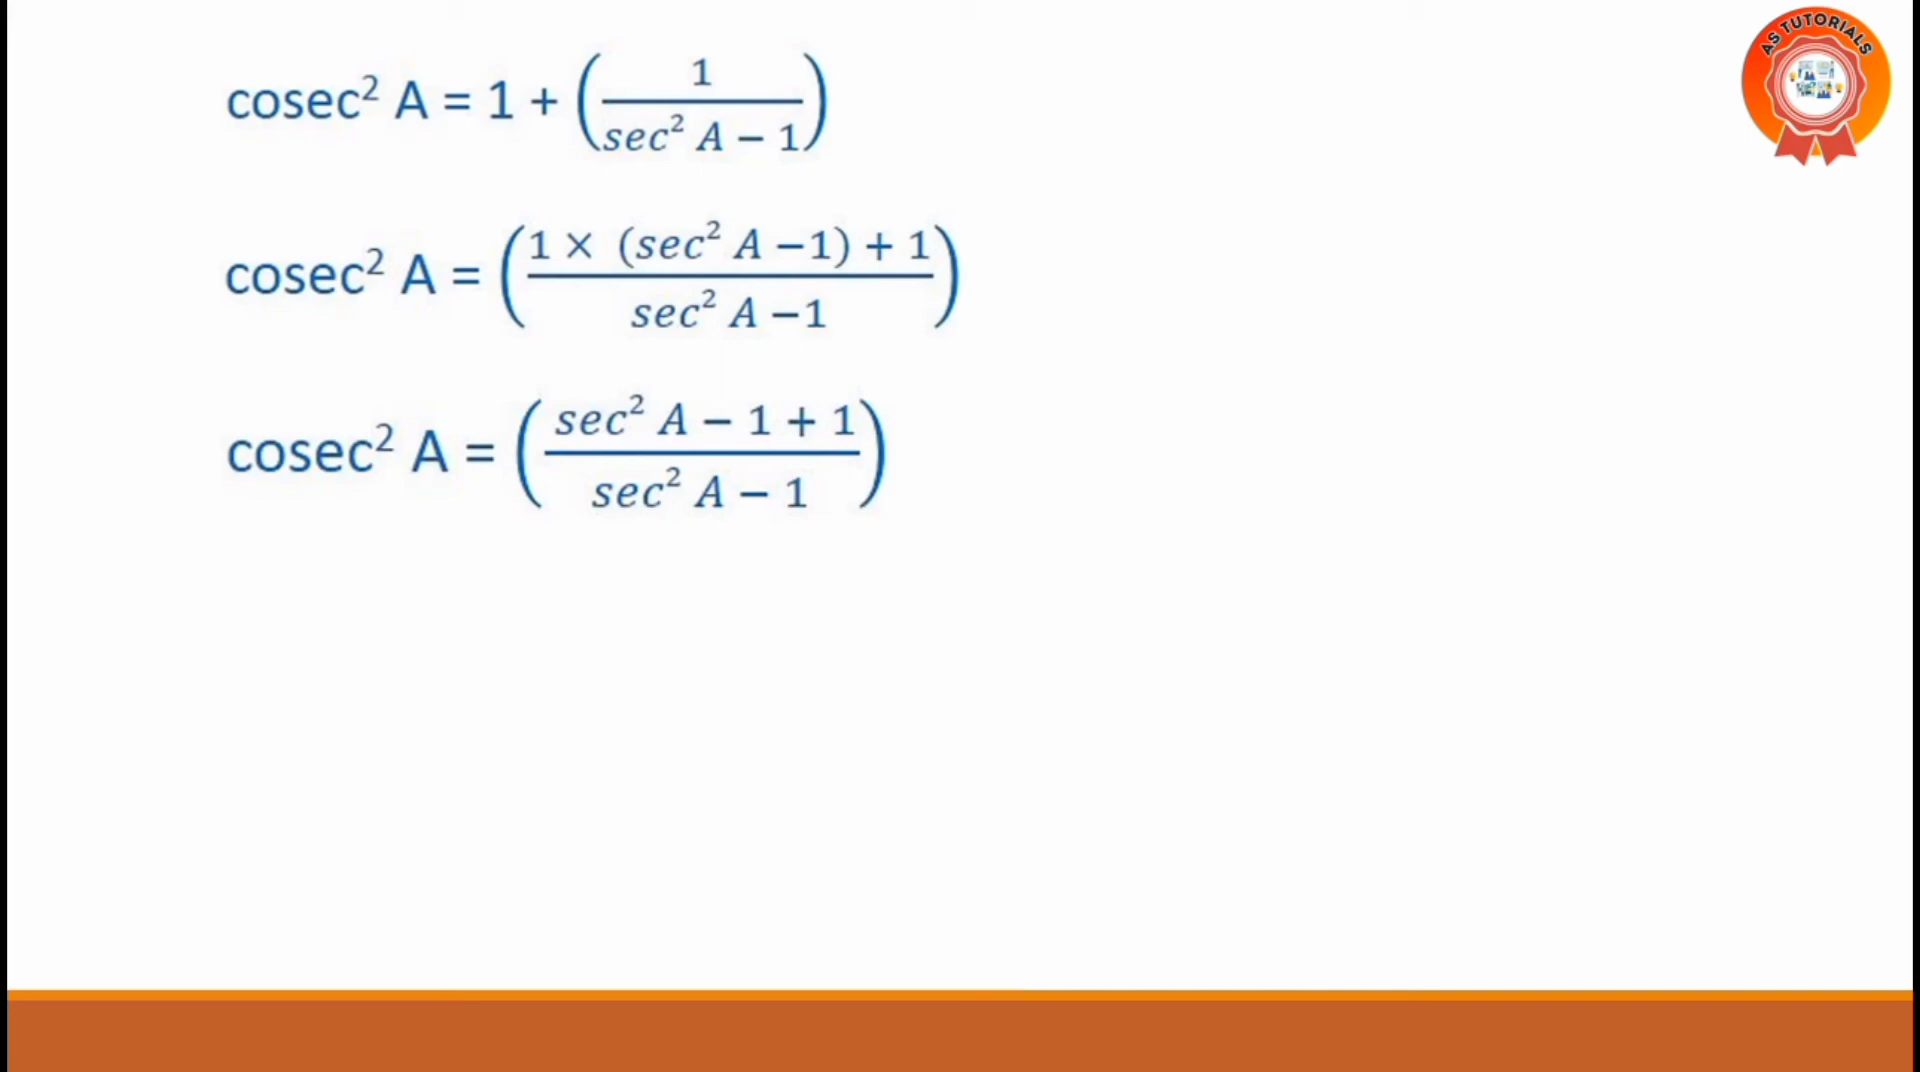 cosec² A = 1 + (1 / sec² A − 1)
cosec² A = (1 × (sec² A −1) + 1 / sec² A −1)
cosec² A = (sec² A − 1 + 1 / sec² A − 1)
AS TUTORIALS